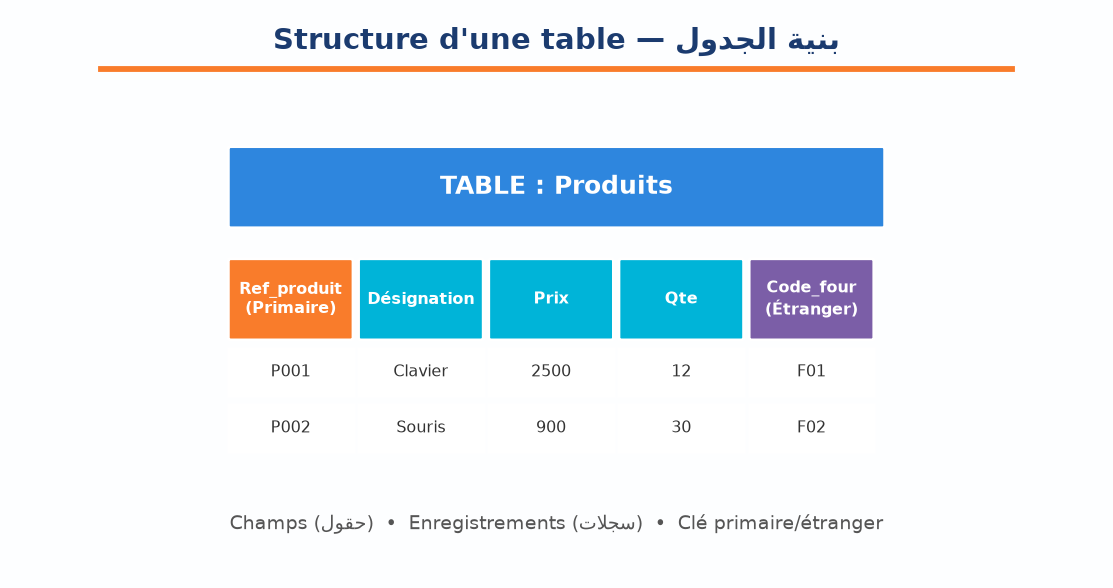 Structure d'une table — بنية الجدول
TABLE : Produits
Ref_produit
(Primaire)
Désignation
Prix
Qte
Code_four
(Étranger)
P001
Clavier
2500
12
F01
P002
Souris
900
30
F02
Champs (حقول) • Enregistrements (سجلات) • Clé primaire/étranger